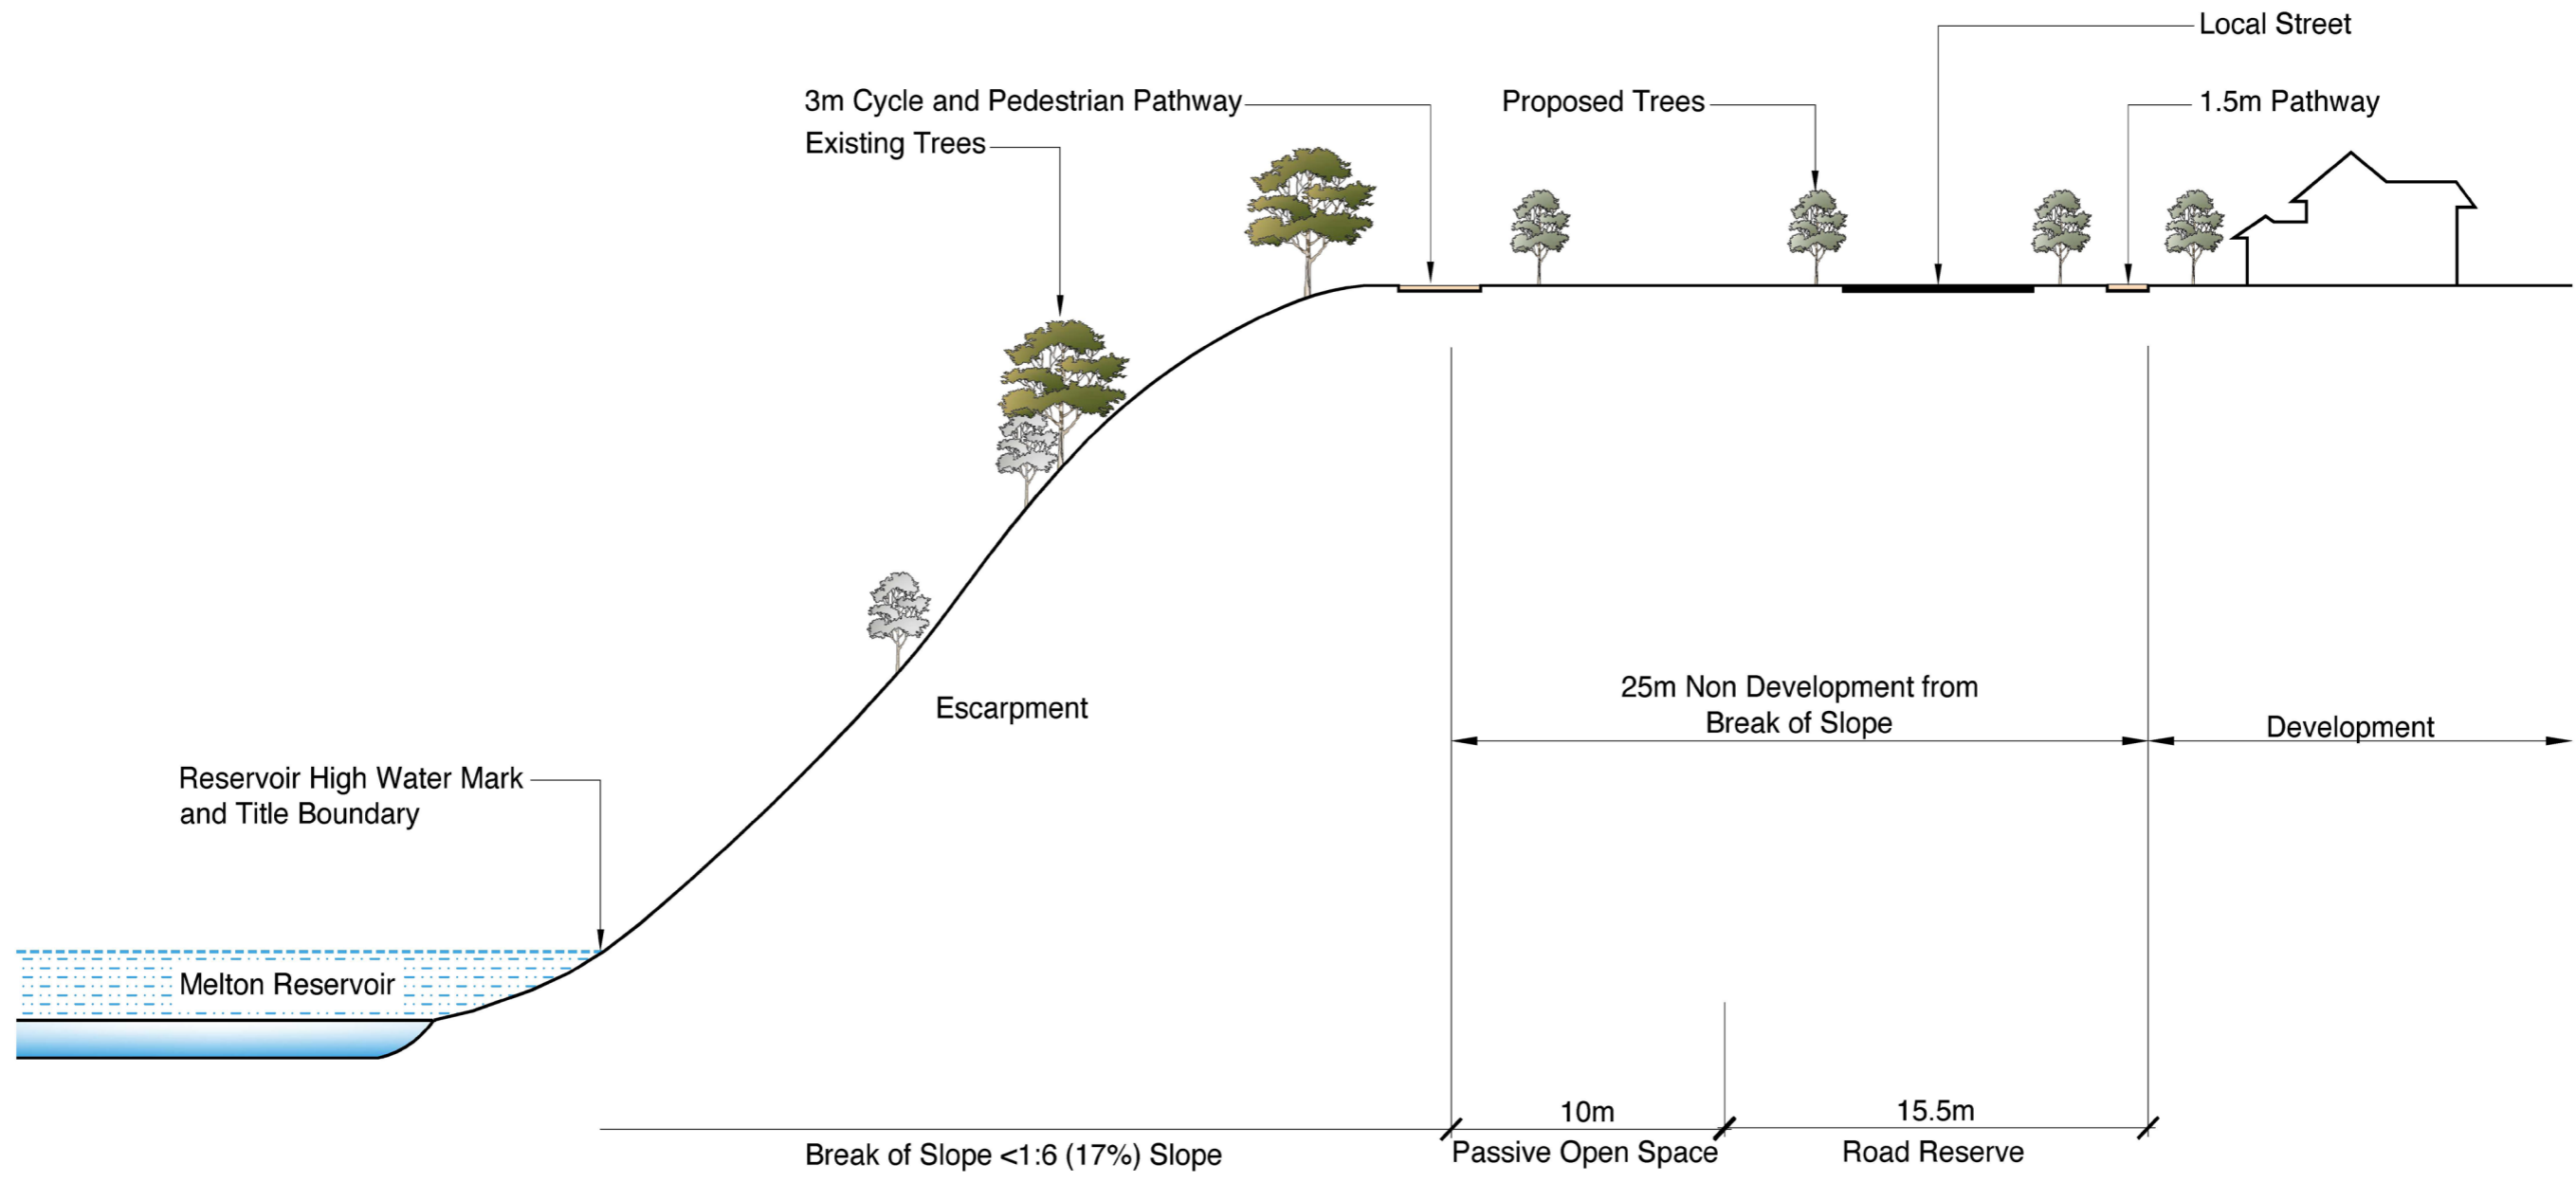 Local Street
3m Cycle and Pedestrian Pathway
Proposed Trees
1.5m Pathway
Existing Trees
25m Non Development from
Break of Slope
Development
Escarpment
Reservoir High Water Mark
and Title Boundary
Melton Reservoir
10m
15.5m
Break of Slope <1:6 (17%) Slope
Passive Open Space
Road Reserve